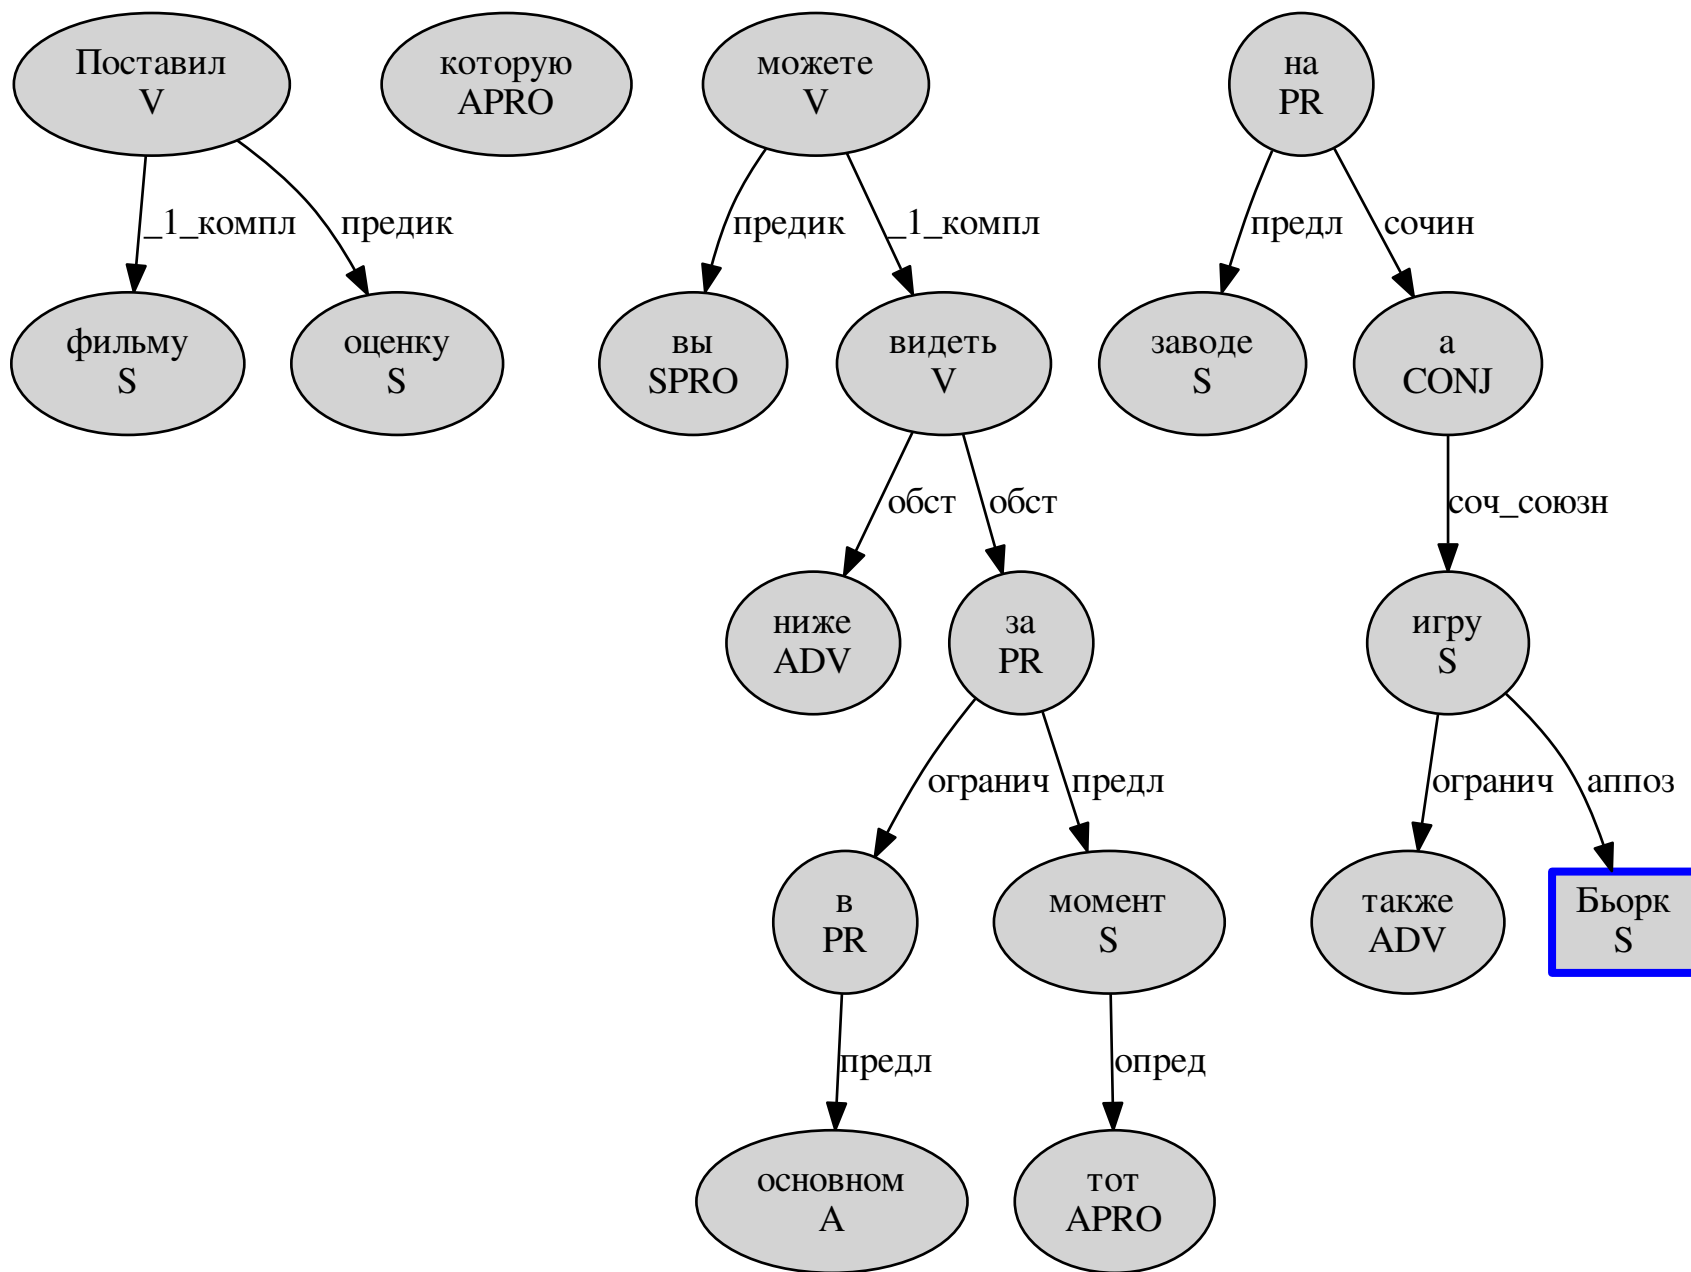 Поставил
V
которую
APRO
можете
V
на
PR
_1_компл
предик
предик
_1_компл
предл
сочин
фильму
S
оценку
S
вы
SPRO
видеть
V
заводе
S
а
CONJ
обст
обст
соч_союзн
ниже
ADV
за
PR
игру
S
огранич
предл
огранич
аппоз
в
PR
момент
S
также
ADV
Бьорк
S
предл
опред
основном
A
тот
APRO